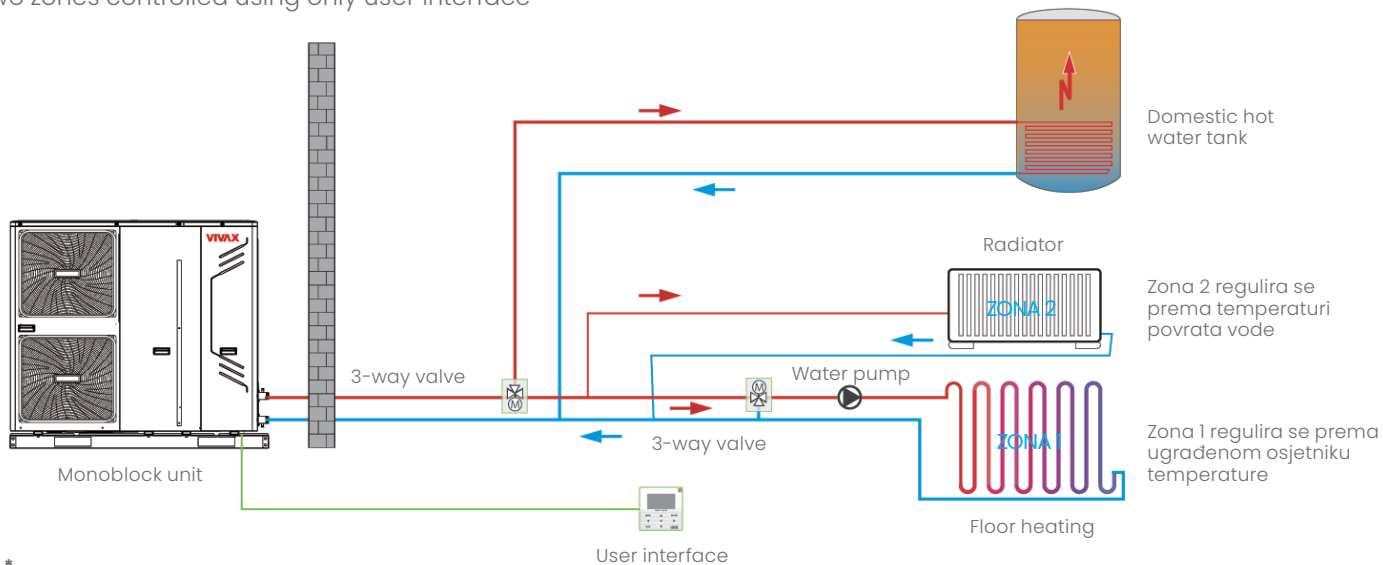 wo zones controlled using only user interface
Domestic hot
water tank
VIVAX
Radiator
ZONA 2
Zona 2 regulira se
prema temperaturi
povrata vode
3-way valve
M
M
Water pump
3-way valve
ZONA 1
Zona 1 regulira se prema
ugrađenom osjetniku
temperature
Monoblock unit
Floor heating
User interface
*